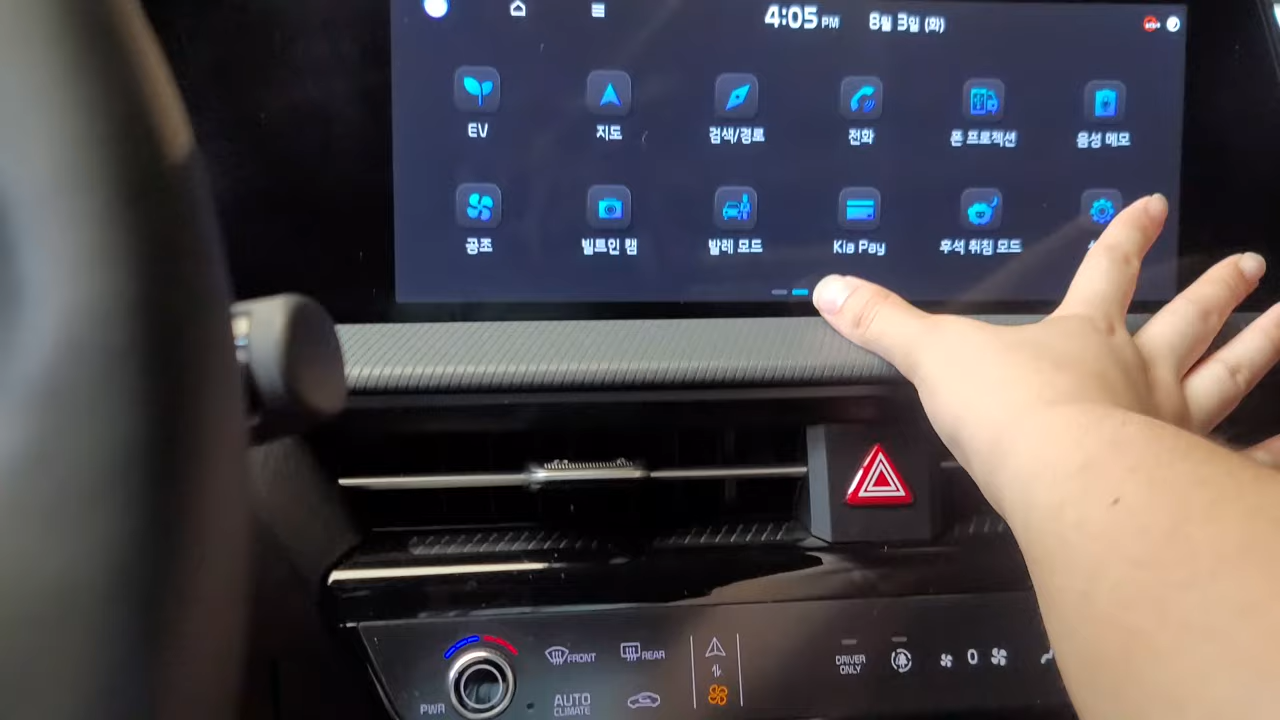 4:05 PM 8월 3일 (화)
EV 지도 검색/경로 전화 폰 프로젝션 음성 메모
공조 빌트인 캠 발레 모드 Kia Pay 후석 취침 모드
FRONT REAR
DRIVER ONLY 0
PWR AUTO CLIMATE